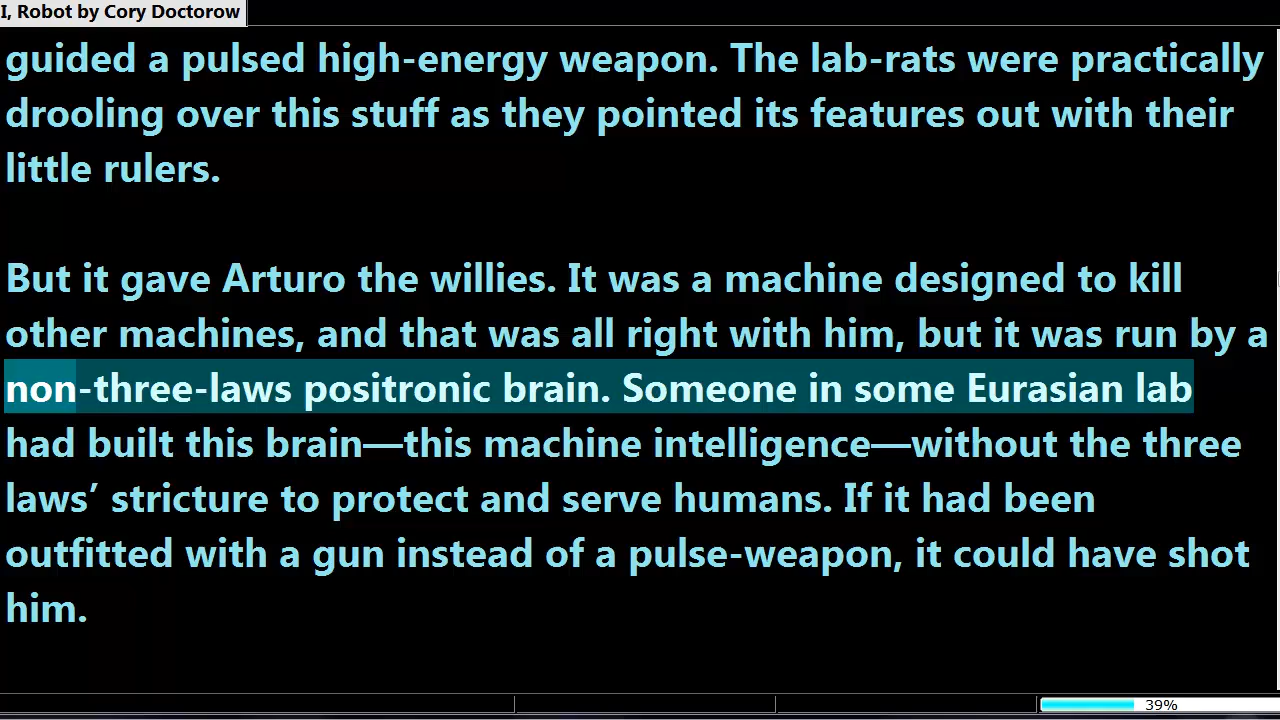 I, Robot by Cory Doctorow
guided a pulsed high-energy weapon. The lab-rats were practically
drooling over this stuff as they pointed its features out with their
little rulers.
But it gave Arturo the willies. It was a machine designed to kill
other machines, and that was all right with him, but it was run by a
non-three-laws positronic brain. Someone in some Eurasian lab
had built this brain—this machine intelligence—without the three
laws’ stricture to protect and serve humans. If it had been
outfitted with a gun instead of a pulse-weapon, it could have shot
him.
39%